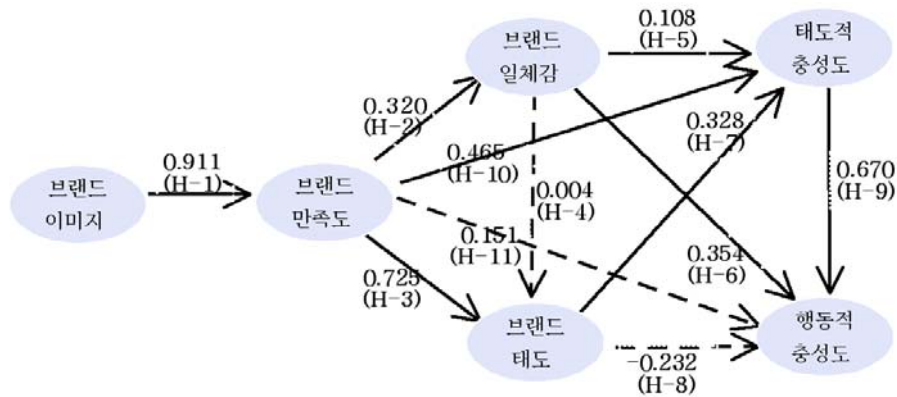 0.108
(H-5)
브랜드
일체감
태도적
충성도
0.320
(H-2)
0.328
(H-7)
0.911
(H-1)
0.465
(H-10)
0.670
(H-9)
브랜드
이미지
브랜드
만족도
0.004
(H-4)
0.151
(H-11)
0.354
(H-6)
0.725
(H-3)
브랜드
태도
행동적
충성도
-0.232
(H-8)